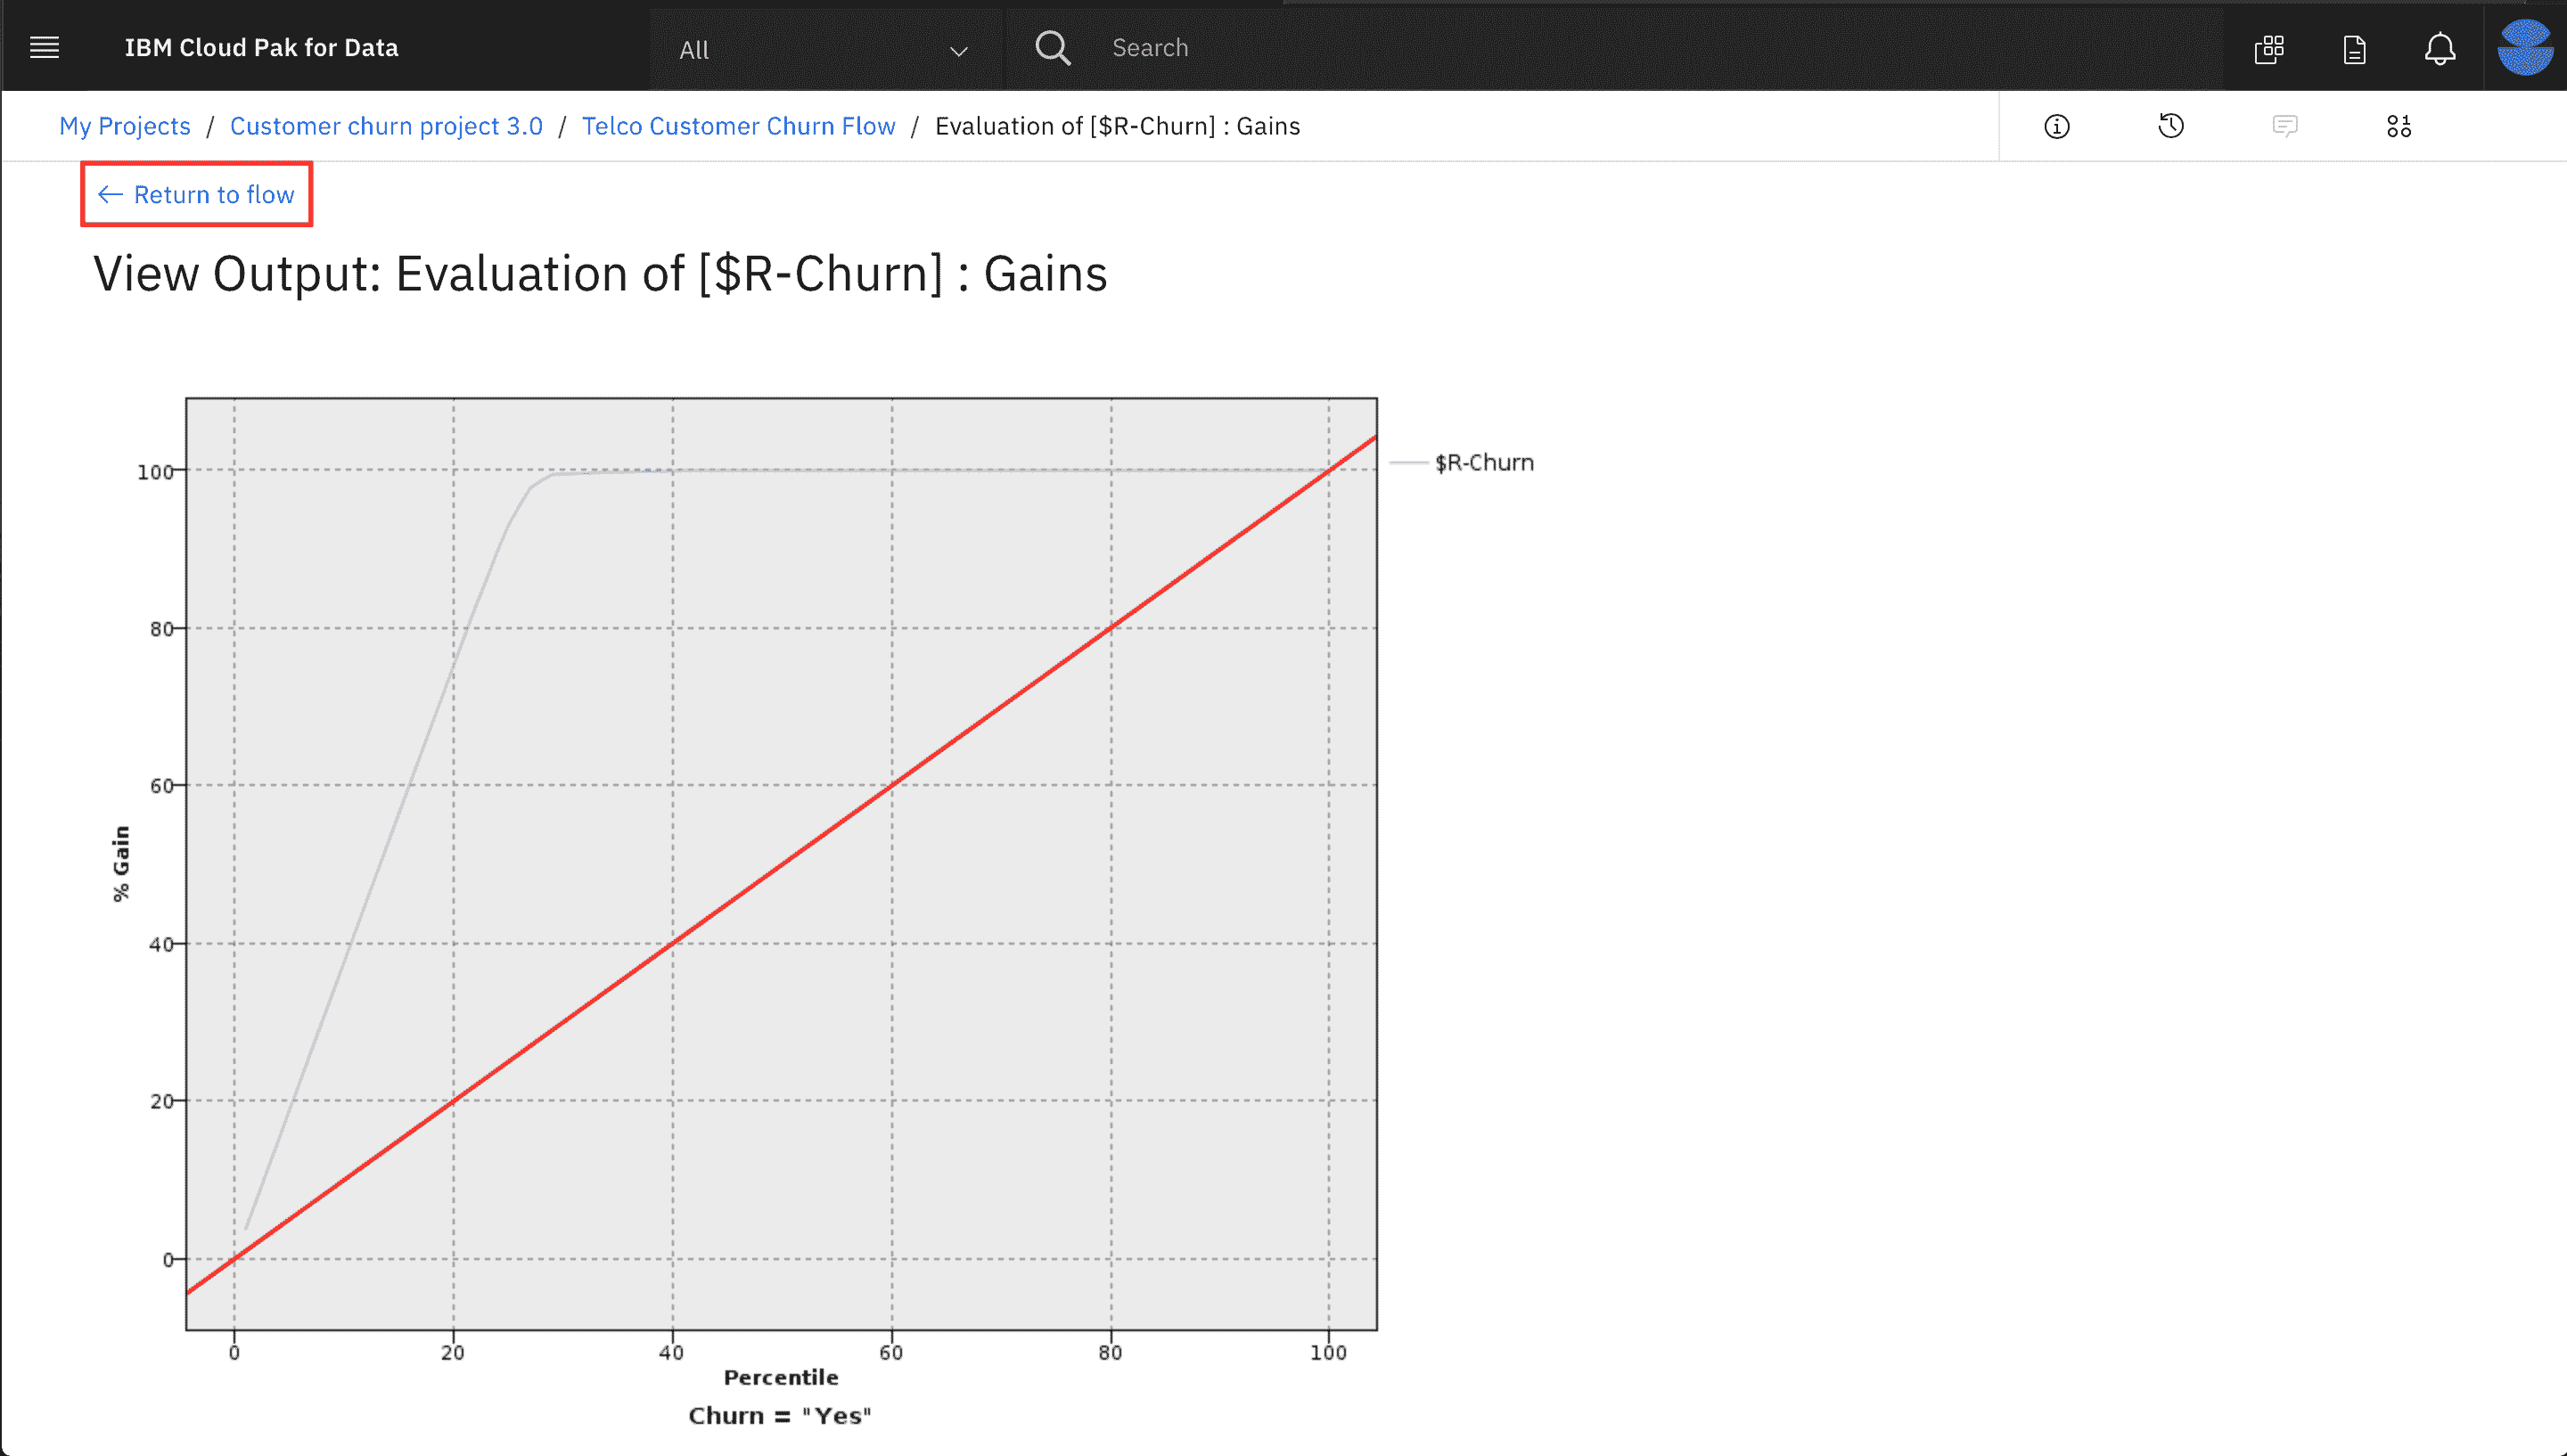 IBM Cloud Pak for Data All Search
My Projects / Customer churn project 3.0 / Telco Customer Churn Flow / Evaluation of [$R-Churn] : Gains
← Return to flow
View Output: Evaluation of [$R-Churn] : Gains
100
$R-Churn
80
60
% Gain
40
20
0
0 20 40 60 80 100
Percentile
Churn = "Yes"